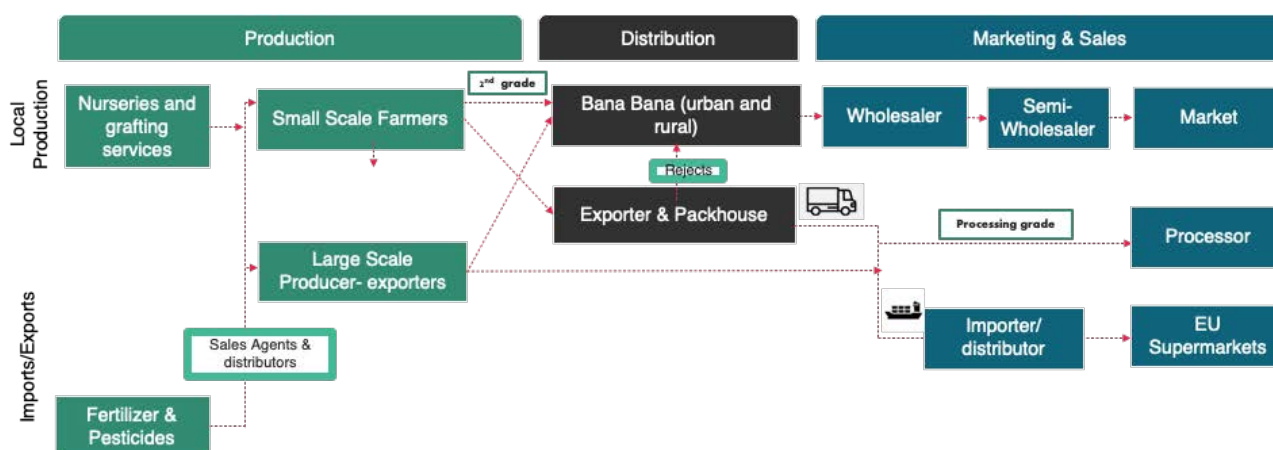 Production
Distribution
Marketing & Sales
Local
Production
Nurseries and
grafting
services
Small Scale Farmers
2nd grade
Bana Bana (urban and
rural)
Wholesaler
Semi-
Wholesaler
Market
Rejects
Exporter & Packhouse
Processing grade
Processor
Large Scale
Producer- exporters
Imports/Exports
Sales Agents &
distributors
Importer/
distributor
EU
Supermarkets
Fertilizer &
Pesticides